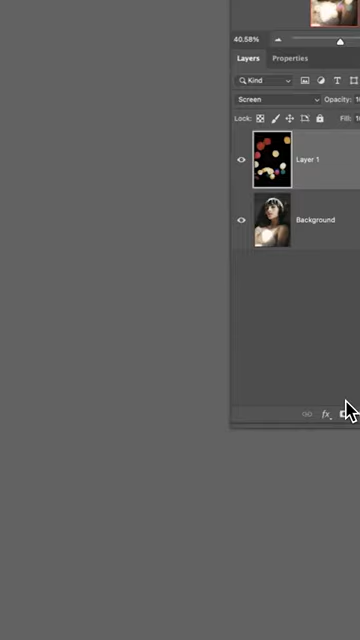 40.58%
Layers Properties
Kind
Screen Opacity:
Lock: Fill:
Layer 1
Background
fx